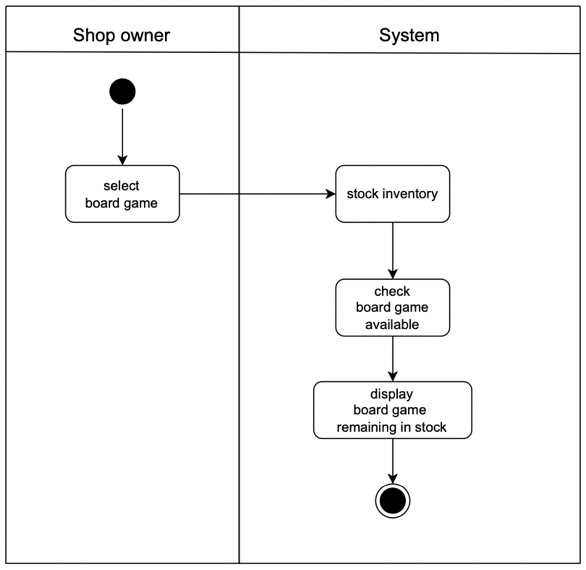 Shop owner
System
select
board game
stock inventory
check
board game
available
display
board game
remaining in stock